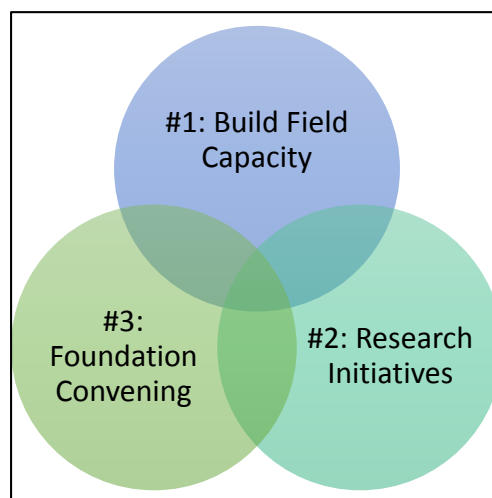 #1: Build Field
Capacity
#3:
Foundation
Convening
#2: Research
Initiatives